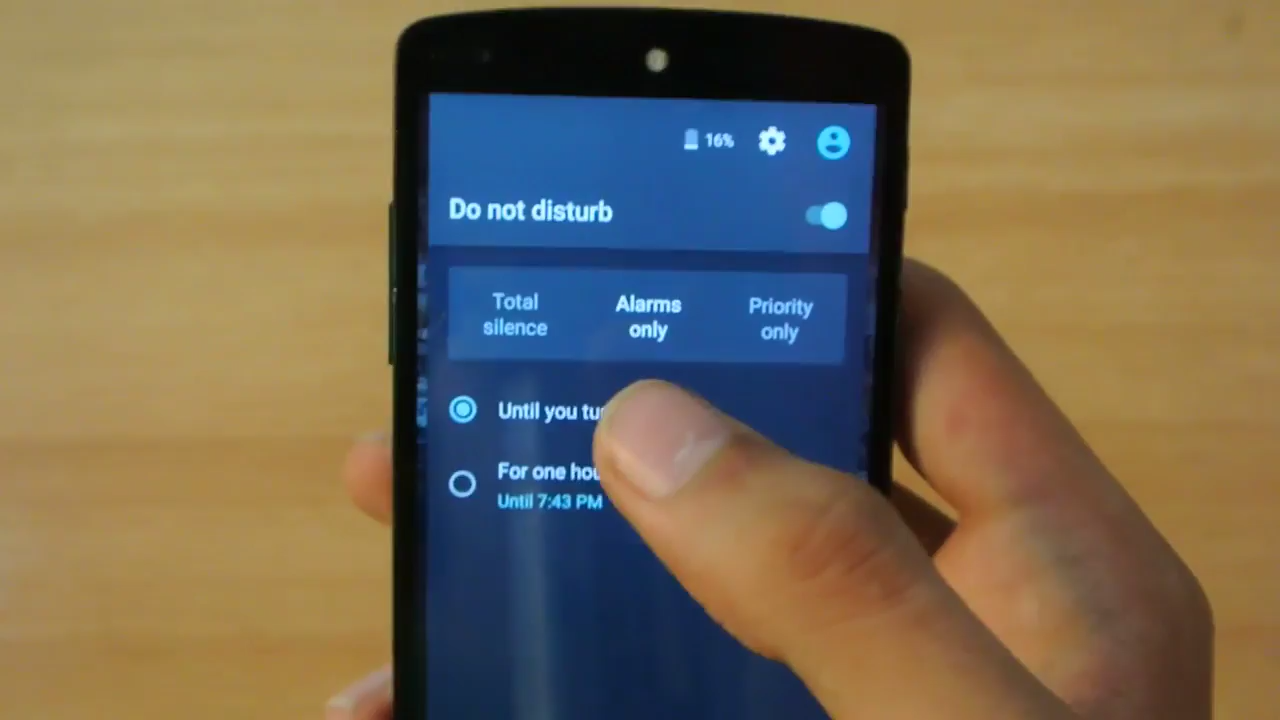 16%
Do not disturb
Total
silence
Alarms
only
Priority
only
Until you
For one
Until 7:43 PM